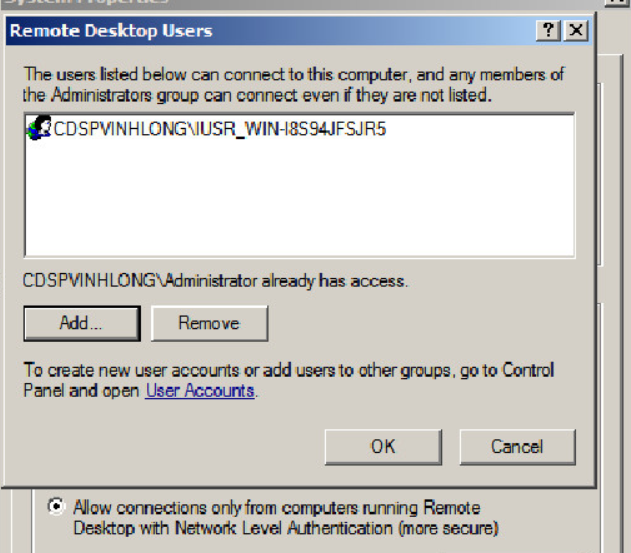 System Properties
Remote Desktop Users
The users listed below can connect to this computer, and any members of
the Administrators group can connect even if they are not listed.
CDSPVINHLONG\IUSR_WIN-I8S94JFSJR5
CDSPVINHLONG\Administrator already has access.
Add...
Remove
To create new user accounts or add users to other groups, go to Control
Panel and open User Accounts.
OK
Cancel
Allow connections only from computers running Remote
Desktop with Network Level Authentication (more secure)